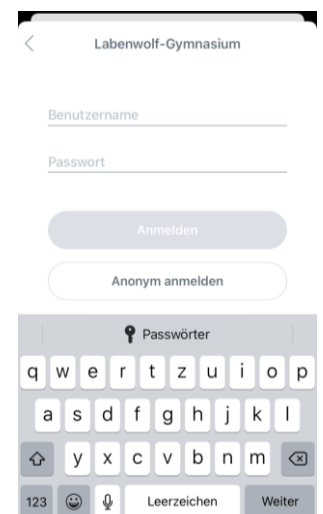 Labenwolf-Gymnasium
Benutzername
Passwort
Anmelden
Anonym anmelden
Passwörter
q w e r t z u i o p
a s d f g h j k l
y x c v b n m
123 Leerzeichen Weiter